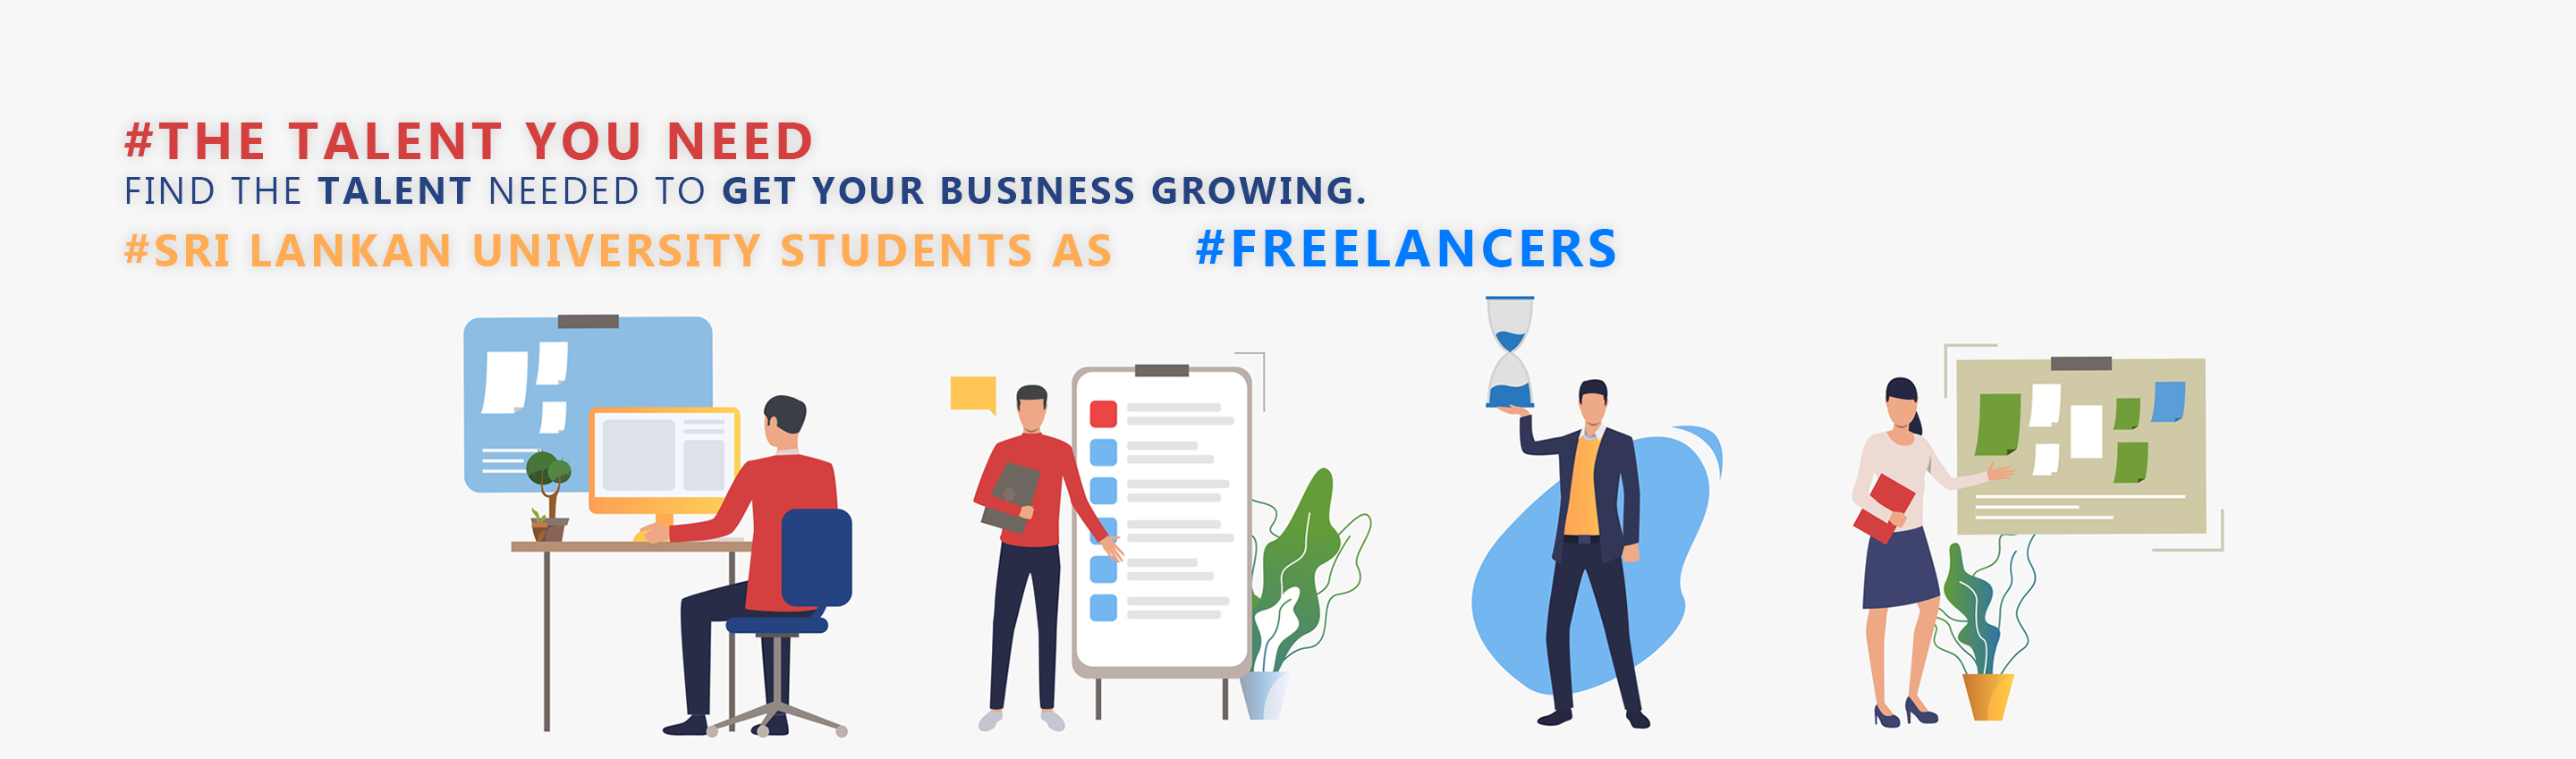 #THE TALENT YOU NEED
FIND THE TALENT NEEDED TO GET YOUR BUSINESS GROWING.
#SRI LANKAN UNIVERSITY STUDENTS AS #FREELANCERS